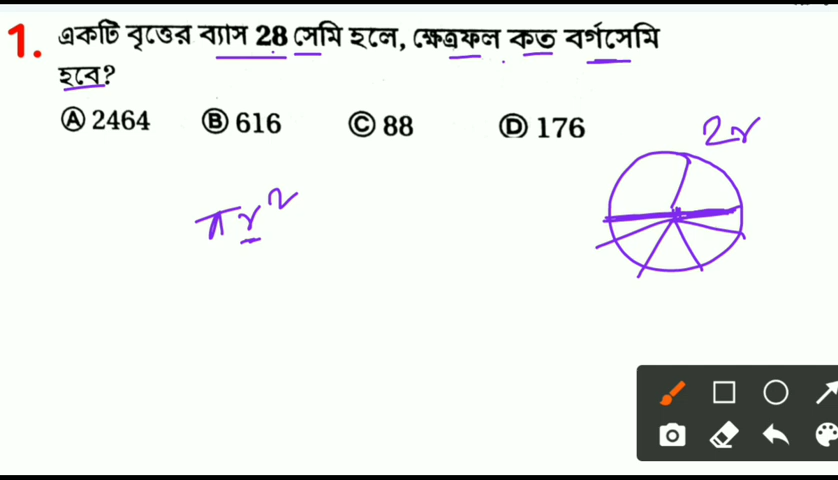 1. একটি বৃত্তের ব্যাস 28 সেমি হলে, ক্ষেত্রফল কত বর্গসেমি
হবে?
Ⓐ 2464 Ⓑ 616 Ⓒ 88 Ⓓ 176
2r
πr²